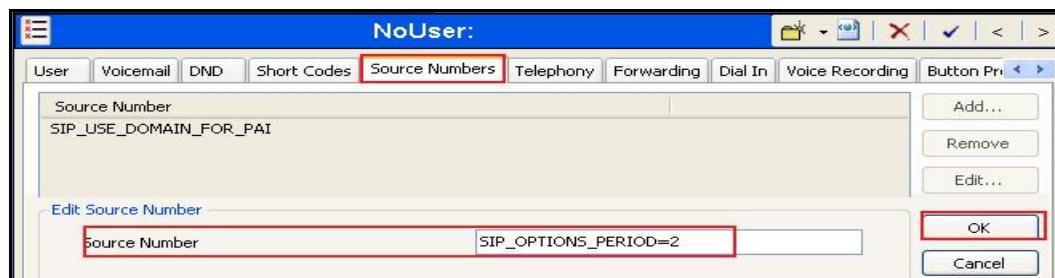 NoUser:
User Voicemail DND Short Codes Source Numbers Telephony Forwarding Dial In Voice Recording Button Pr
Source Number
SIP_USE_DOMAIN_FOR_PAI
Add...
Remove
Edit...
Edit Source Number
Source Number SIP_OPTIONS_PERIOD=2
OK
Cancel